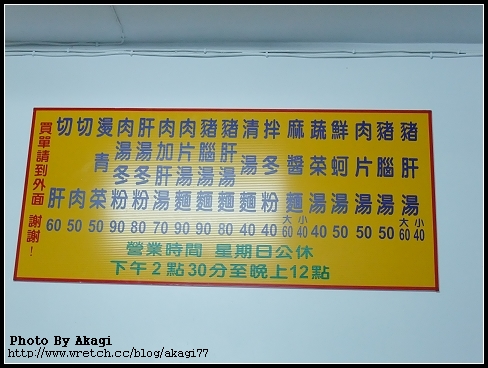 豬肝湯 大60 小40
豬腦湯 50
肉片湯 50
鮮蚵湯 50
蔬菜湯 40
麻醬麵 大60 小40
拌冬粉
清湯麵 40
豬肝湯麵 80
豬腦湯麵 80
肉片湯麵 80
肉加肝湯 70
肝湯冬粉 80
肉湯冬粉 90
燙青菜 50
切肉 50
切肝 60
買單請到外面 謝謝!
營業時間 星期日公休
下午2點30分至晚上12點
Photo By Akagi
http://www.wretch.cc/blog/akagi77